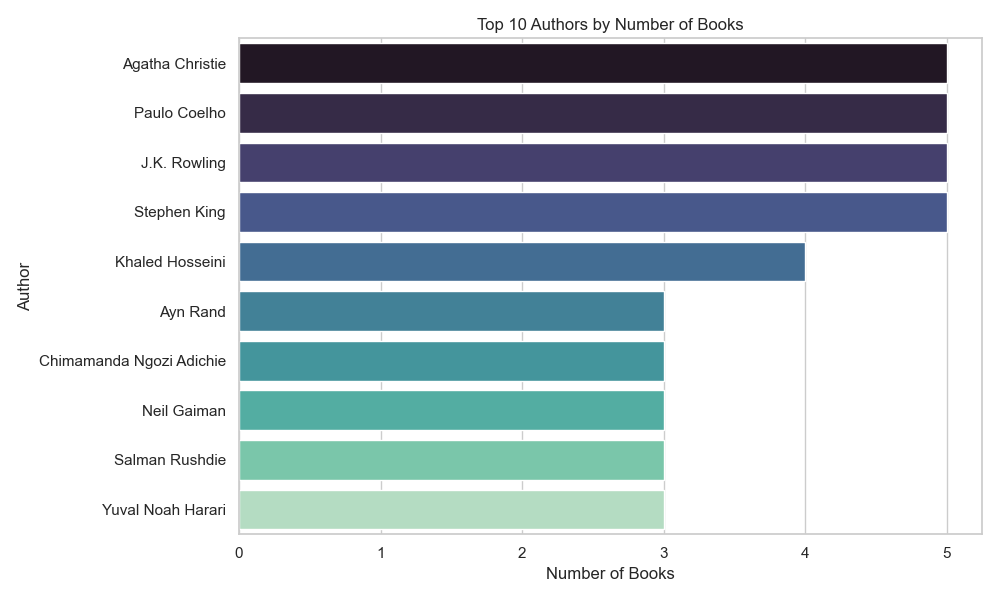 Top 10 Authors by Number of Books
Agatha Christie
Paulo Coelho
J.K. Rowling
Stephen King
Khaled Hosseini
Ayn Rand
Chimamanda Ngozi Adichie
Neil Gaiman
Salman Rushdie
Yuval Noah Harari
Author
0 1 2 3 4 5
Number of Books